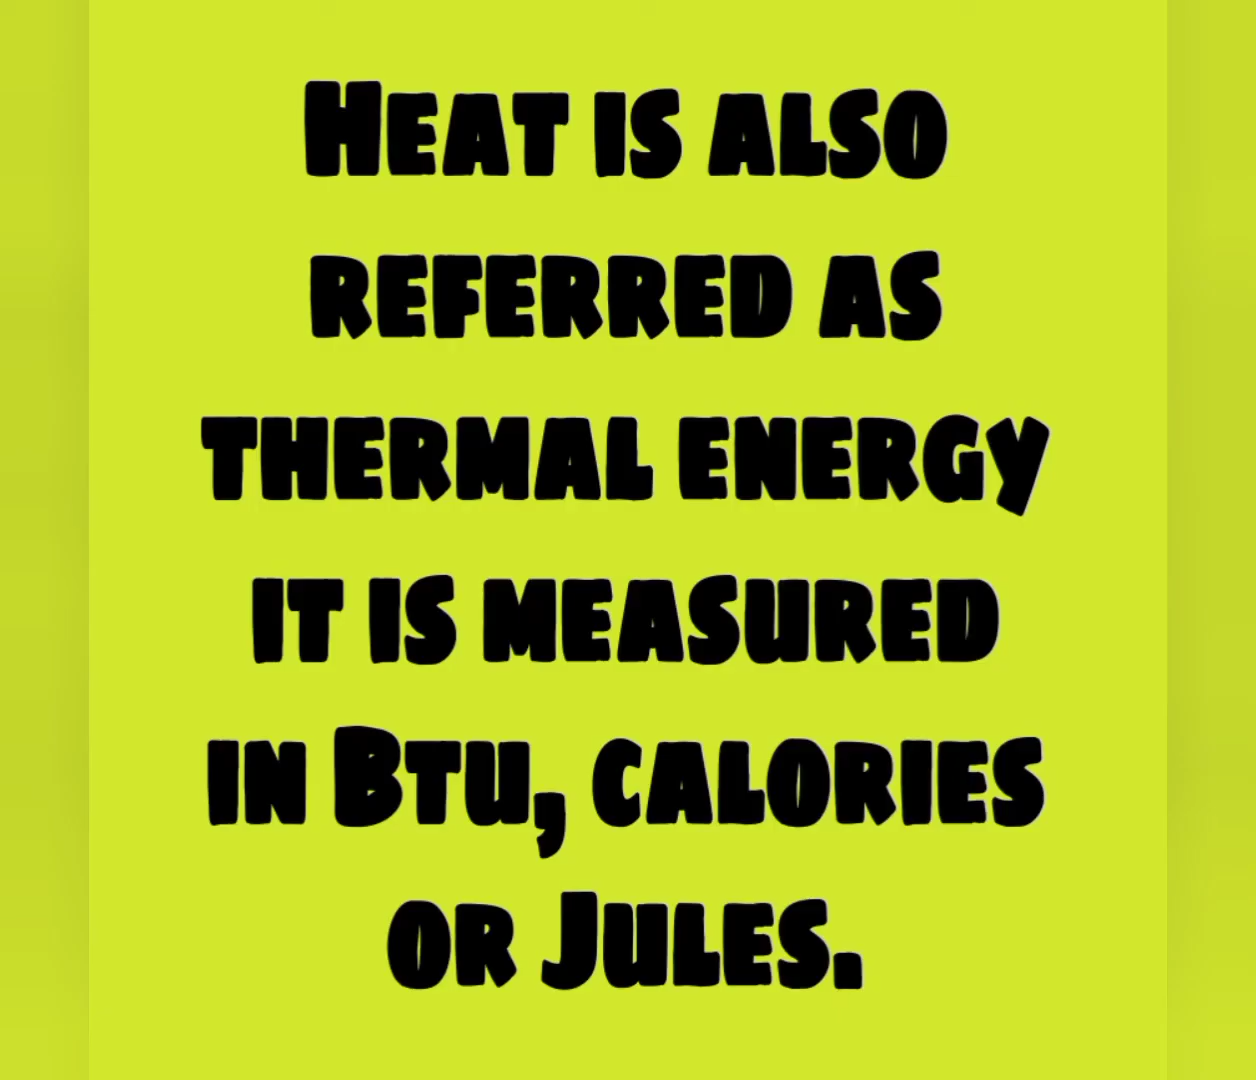 Heat is also
referred as
thermal energy
it is measured
in Btu, calories
or Jules.